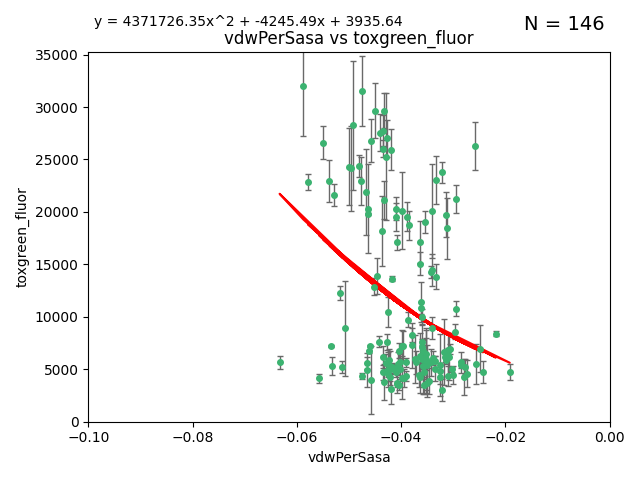 y = 4371726.35x^2 + -4245.49x + 3935.64
N = 146
vdwPerSasa vs toxgreen_fluor
35000
30000
25000
20000
15000
10000
5000
0
toxgreen_fluor
−0.10
−0.08
−0.06
−0.04
−0.02
0.00
vdwPerSasa